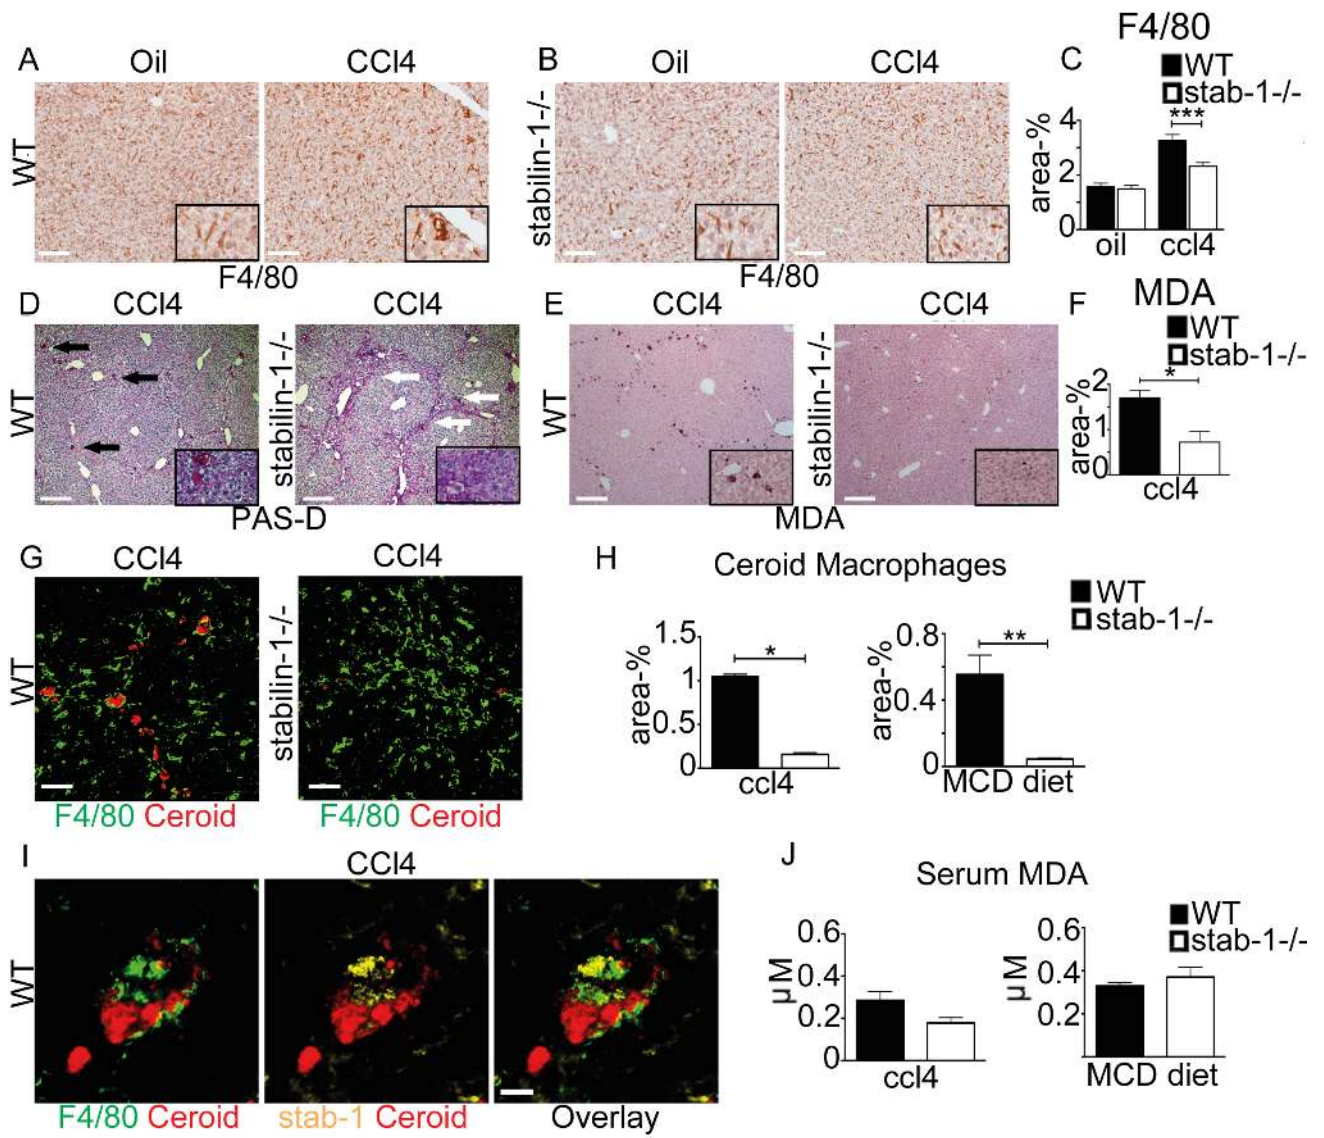 F4/80
A
Oil
CCl4
B
Oil
CCl4
C
WT
stab-1-/-
WT
stabilin-1-/-
area-%
4
2
0
***
oil
ccl4
F4/80
F4/80
D
CCl4
CCl4
E
CCl4
CCl4
F
MDA
WT
stab-1-/-
WT
stabilin-1-/-
WT
stabilin-1-/-
area-%
2
1
0
*
ccl4
PAS-D
MDA
G
CCl4
CCl4
H
Ceroid Macrophages
WT
stab-1-/-
WT
stabilin-1-/-
area-%
1.5
1
0.5
0
*
ccl4
area-%
0.8
0.4
0
**
MCD diet
F4/80 Ceroid
F4/80 Ceroid
I
CCl4
J
Serum MDA
WT
stab-1-/-
WT
µM
0.6
0.4
0.2
0
ccl4
µM
0.6
0.4
0.2
MCD diet
F4/80 Ceroid
stab-1 Ceroid
Overlay